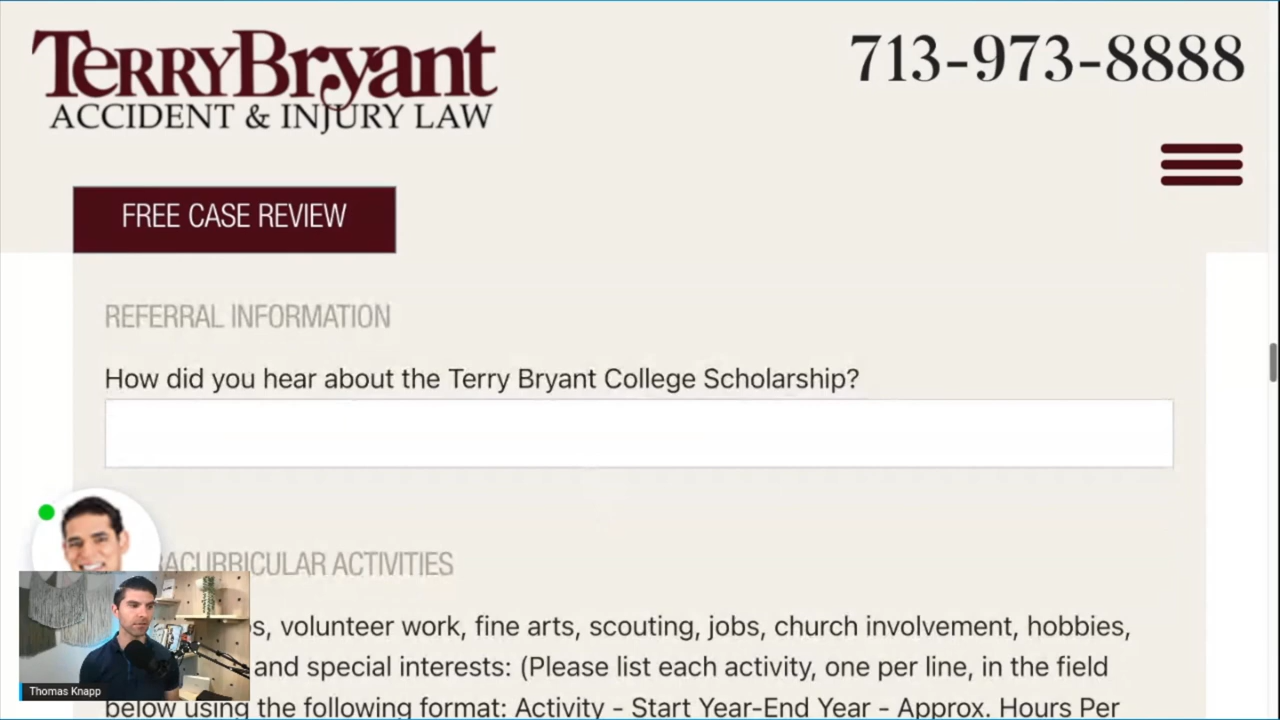 TERRYBryant
ACCIDENT & INJURY LAW
713-973-8888
FREE CASE REVIEW
REFERRAL INFORMATION
How did you hear about the Terry Bryant College Scholarship?
RACURRICULAR ACTIVITIES
s, volunteer work, fine arts, scouting, jobs, church involvement, hobbies,
and special interests: (Please list each activity, one per line, in the field
below using the following format: Activity - Start Year-End Year - Approx. Hours Per
Thomas Knapp